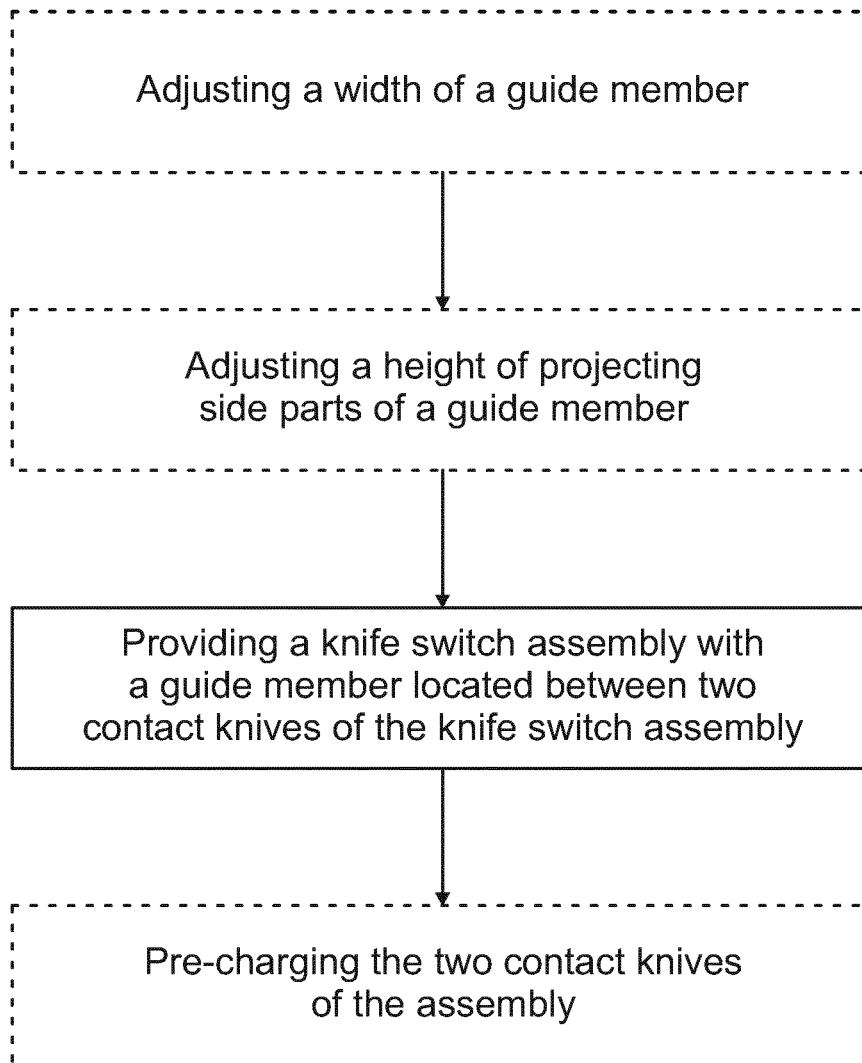 Adjusting a width of a guide member
Adjusting a height of projecting
side parts of a guide member
Providing a knife switch assembly with
a guide member located between two
contact knives of the knife switch assembly
Pre-charging the two contact knives
of the assembly